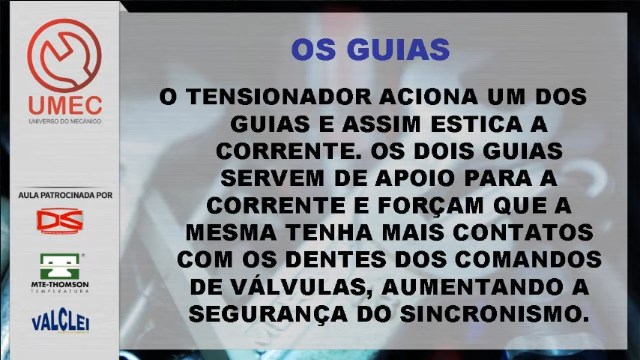 UMEC
UNIVERSO DO MECÂNICO
AULA PATROCINADA POR
DS
MTE-THOMSON
TEMPERATURA
VALCLEI
OS GUIAS
O TENSIONADOR ACIONA UM DOS
GUIAS E ASSIM ESTICA A
CORRENTE. OS DOIS GUIAS
SERVEM DE APOIO PARA A
CORRENTE E FORÇAM QUE A
MESMA TENHA MAIS CONTATOS
COM OS DENTES DOS COMANDOS
DE VÁLVULAS, AUMENTANDO A
SEGURANÇA DO SINCRONISMO.